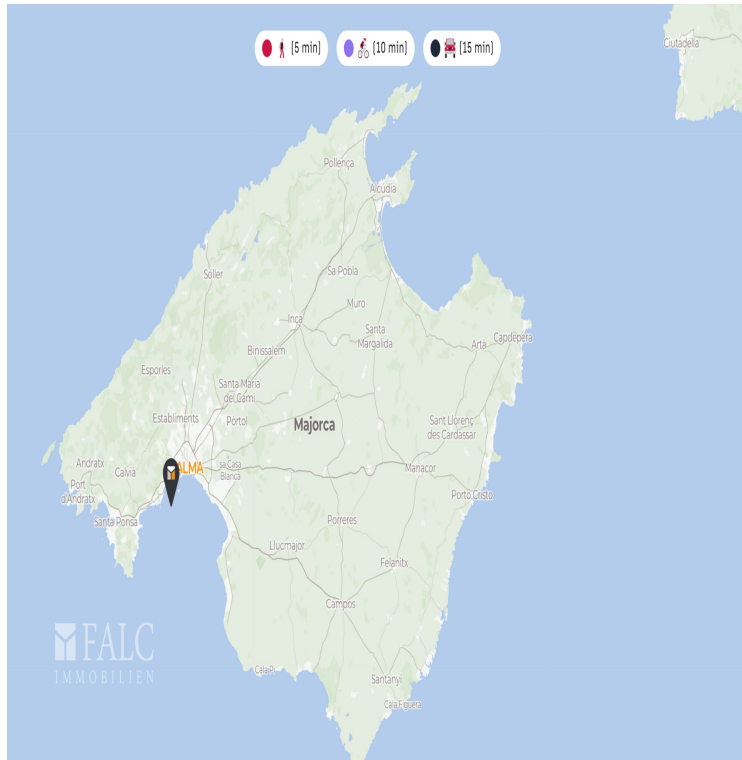 (5 min) (10 min) (15 min)
Ciutadella
Pollença
Alcúdia
Sóller
Sa Pobla
Muro
Inca
Santa
Margalida
Capdepera
Artà
Binissalem
Esporles
Santa Maria
del Camí
Establiments
Pòrtol
Majorca
Sant Llorenç
des Cardassar
Andratx
Calvià
ALMA
sa Casa
Blanca
Manacor
Port
d'Andratx
Porto Cristo
Santa Ponsa
Porreres
Llucmajor
Felanitx
Campos
FALC
IMMOBILIEN
Cala Pi
Santanyí
Cala Figuera